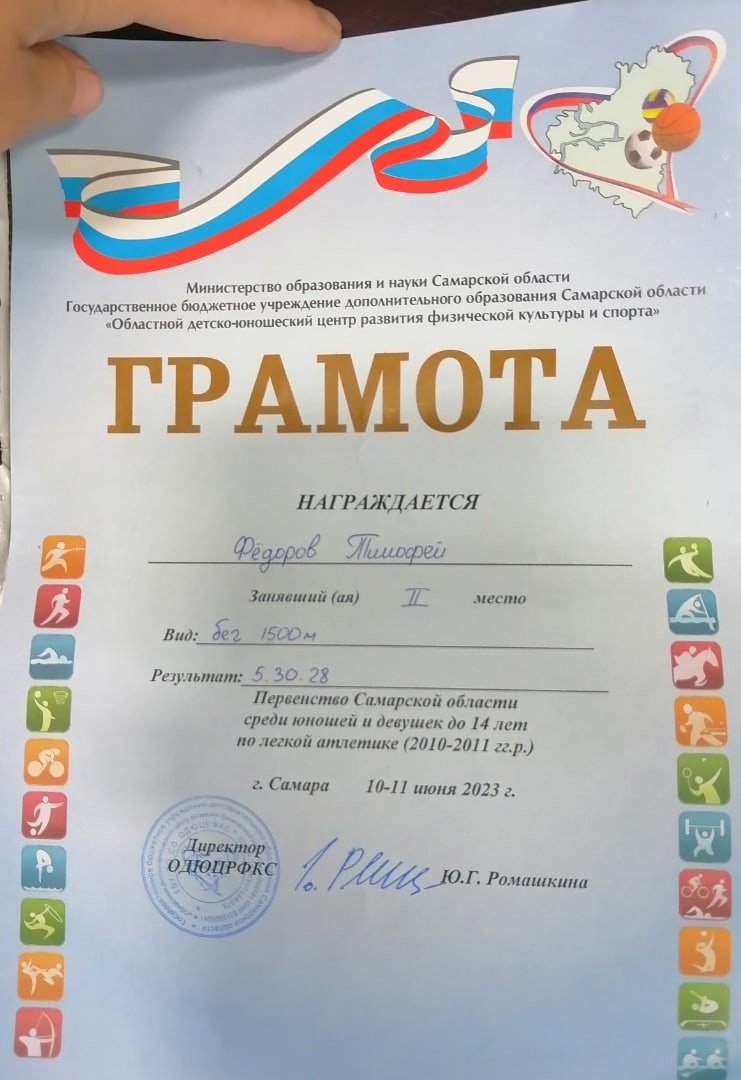 Министерство образования и науки Самарской области
Государственное бюджетное учреждение дополнительного образования Самарской области
«Областной детско-юношеский центр развития физической культуры и спорта»
ГРАМОТА
НАГРАЖДАЕТСЯ
Фёдоров Тимофей
Занявший (ая) II место
Вид: бег 1500м
Результат: 5.30.28
Первенство Самарской области
среди юношей и девушек до 14 лет
по легкой атлетике (2010-2011 гг.р.)
г. Самара 10-11 июня 2023 г.
Директор
ОДЮЦРФКС Ю.Г. Ромашкина